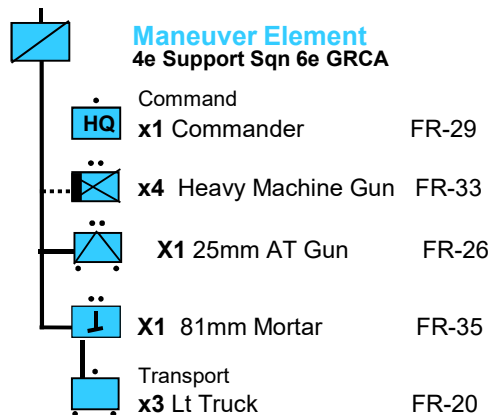 Maneuver Element
4e Support Sqn 6e GRCA
Command
HQ x1 Commander FR-29
x4 Heavy Machine Gun FR-33
X1 25mm AT Gun FR-26
X1 81mm Mortar FR-35
Transport
x3 Lt Truck FR-20